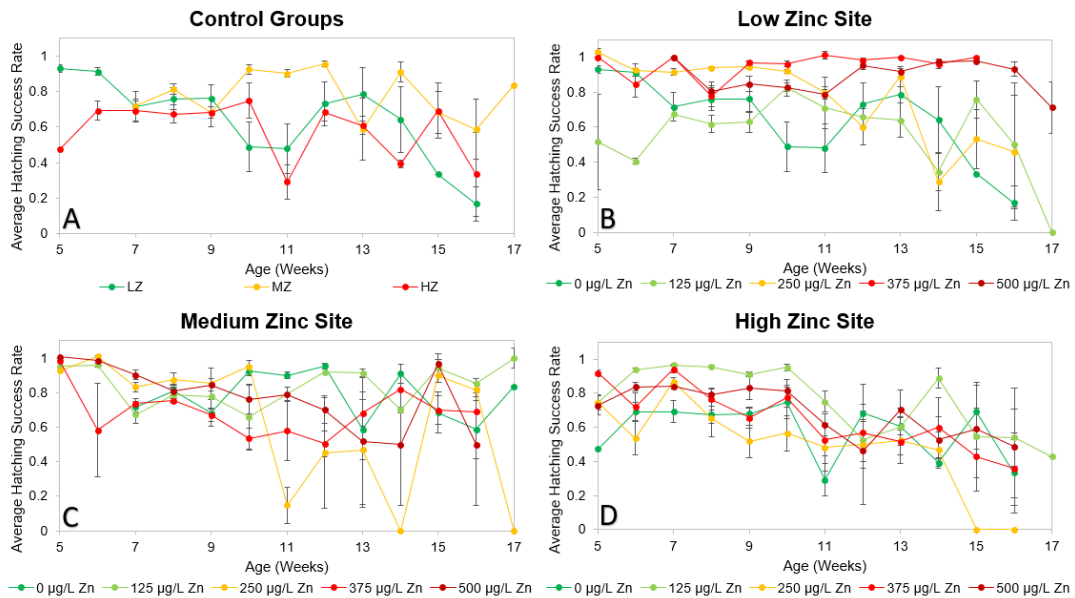 Control Groups
Average Hatching Success Rate
1
0.8
0.6
0.4
0.2
0
A
5 7 9 11 13 15 17
Age (Weeks)
LZ MZ HZ
Low Zinc Site
Average Hatching Success Rate
1
0.8
0.6
0.4
0.2
0
B
5 7 9 11 13 15 17
Age (Weeks)
0 µg/L Zn 125 µg/L Zn 250 µg/L Zn 375 µg/L Zn 500 µg/L Zn
Medium Zinc Site
Average Hatching Success Rate
1
0.8
0.6
0.4
0.2
0
C
5 7 9 11 13 15 17
Age (Weeks)
0 µg/L Zn 125 µg/L Zn 250 µg/L Zn 375 µg/L Zn 500 µg/L Zn
High Zinc Site
Average Hatching Success Rate
1
0.8
0.6
0.4
0.2
0
D
5 7 9 11 13 15 17
Age (Weeks)
0 µg/L Zn 125 µg/L Zn 250 µg/L Zn 375 µg/L Zn 500 µg/L Zn